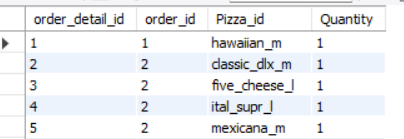 order_detail_id order_id Pizza_id Quantity
1 1 hawaiian_m 1
2 2 classic_dlx_m 1
3 2 five_cheese_l 1
4 2 ital_supr_l 1
5 2 mexicana_m 1